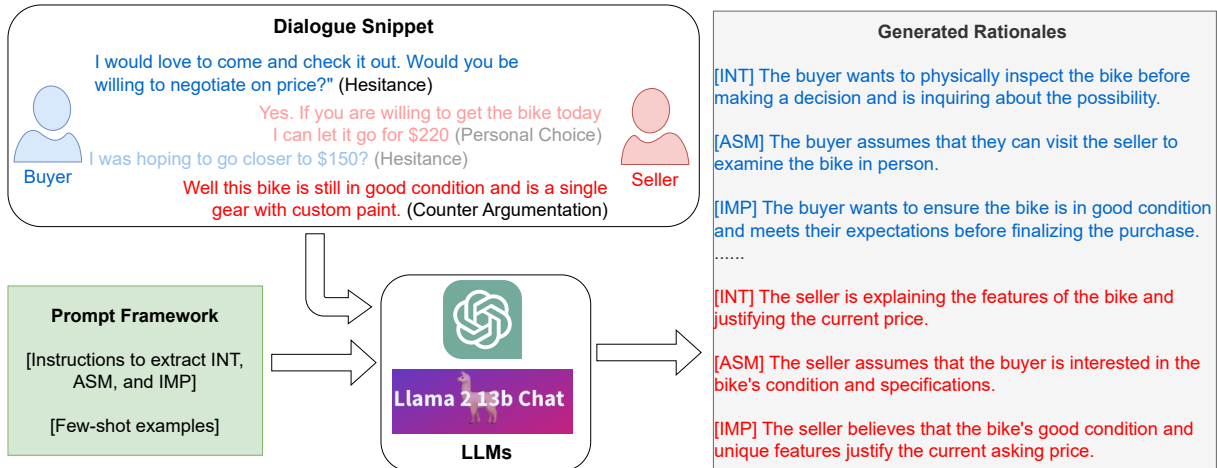 Dialogue Snippet
I would love to come and check it out. Would you be
willing to negotiate on price?" (Hesitance)
Yes. If you are willing to get the bike today
I can let it go for $220 (Personal Choice)
I was hoping to go closer to $150? (Hesitance)
Buyer
Seller
Well this bike is still in good condition and is a single
gear with custom paint. (Counter Argumentation)
Prompt Framework
[Instructions to extract INT,
ASM, and IMP]
[Few-shot examples]
Llama 2 13b Chat
LLMs
Generated Rationales
[INT] The buyer wants to physically inspect the bike before
making a decision and is inquiring about the possibility.
[ASM] The buyer assumes that they can visit the seller to
examine the bike in person.
[IMP] The buyer wants to ensure the bike is in good condition
and meets their expectations before finalizing the purchase.
......
[INT] The seller is explaining the features of the bike and
justifying the current price.
[ASM] The seller assumes that the buyer is interested in the
bike's condition and specifications.
[IMP] The seller believes that the bike's good condition and
unique features justify the current asking price.